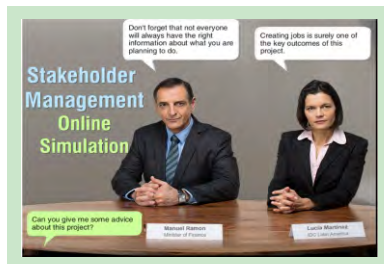 Don't forget that not everyone
will always have the right
information about what you are
planning to do.
Creating jobs is surely one of
the key outcomes of this
project.
Stakeholder
Management
Online
Simulation
Can you give me some advice
about this project?
Manuel Ramon
Minister of Finance
Lucia Martinez